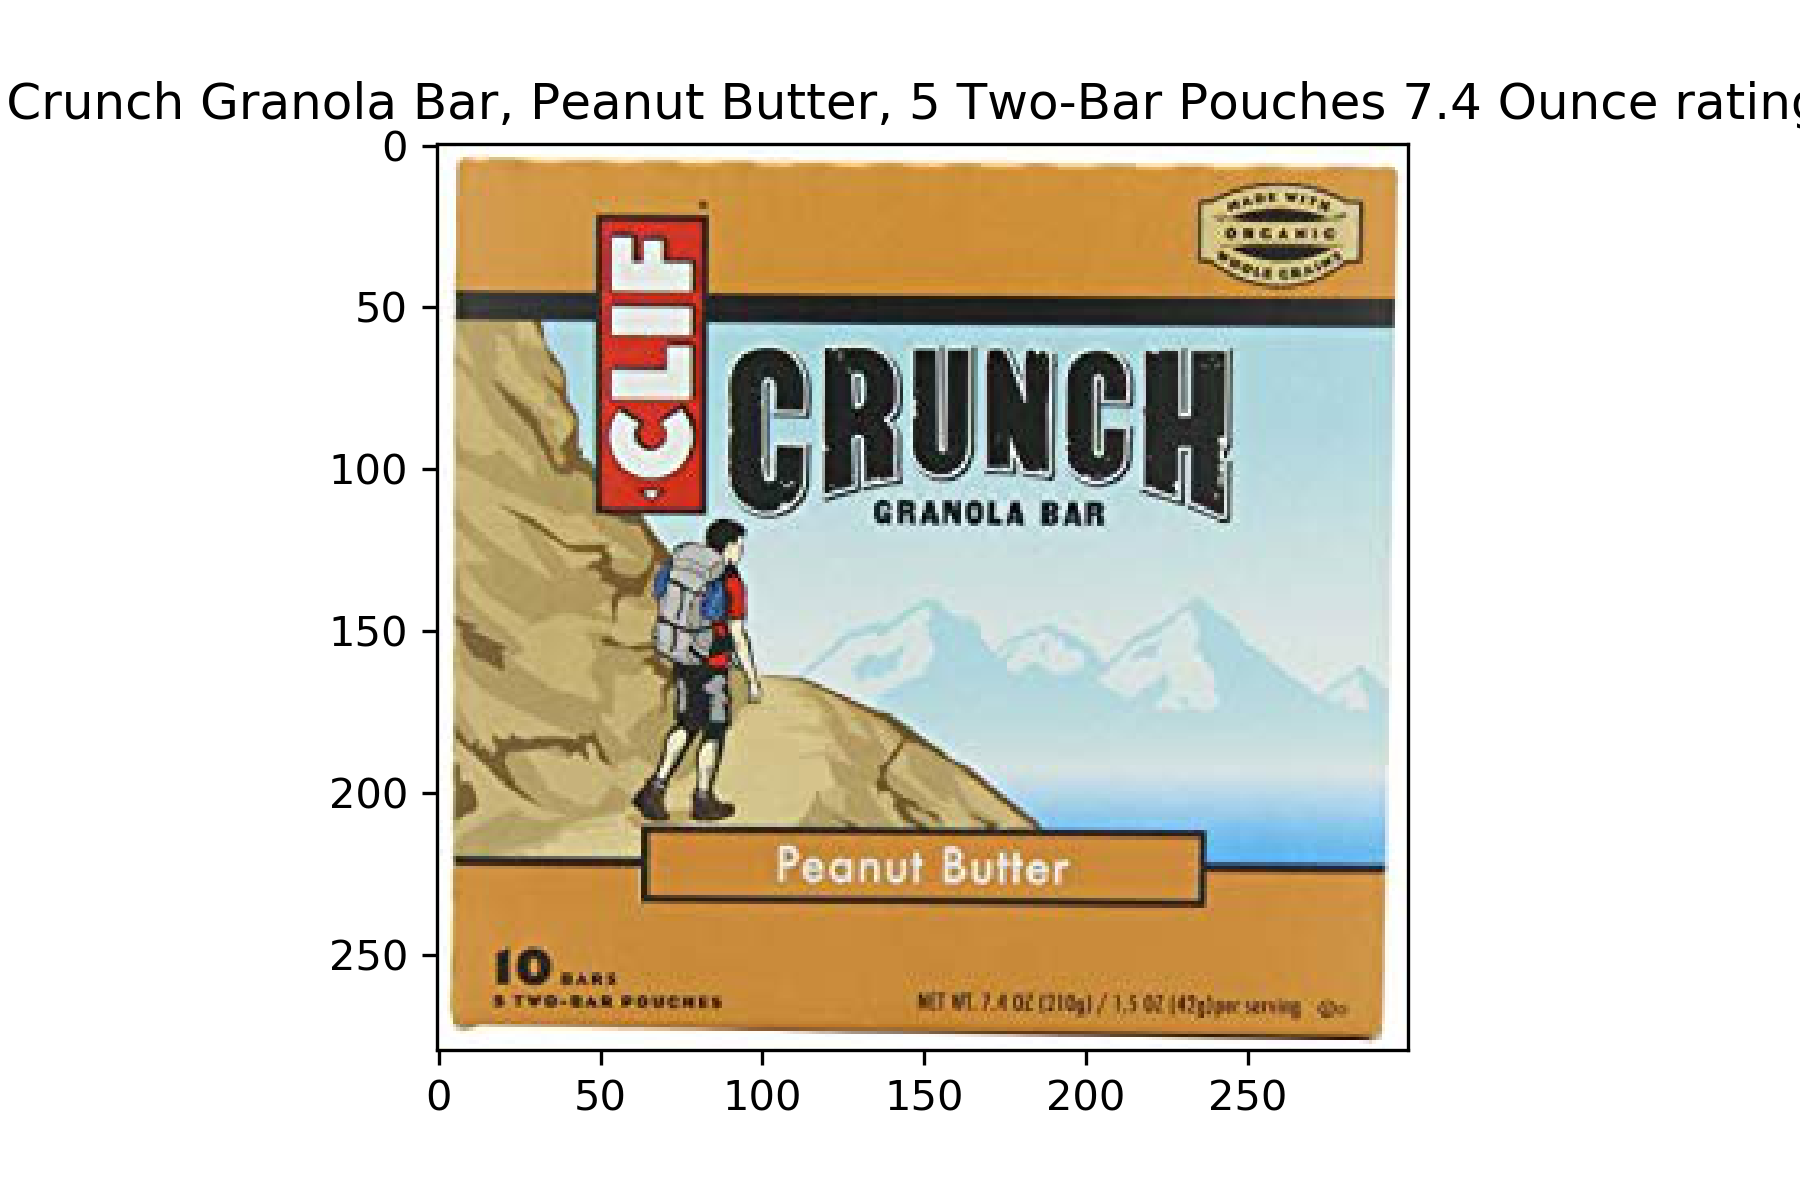 Crunch Granola Bar, Peanut Butter, 5 Two-Bar Pouches 7.4 Ounce rating
0
50
100
150
200
250
MADE WITH
ORGANIC
WHOLE GRAINS
CLIF
CRUNCH
GRANOLA BAR
Peanut Butter
10 BARS
5 TWO-BAR POUCHES
NET WT. 7.4 OZ (210g) / 1.5 OZ (42g)per serving
0 50 100 150 200 250